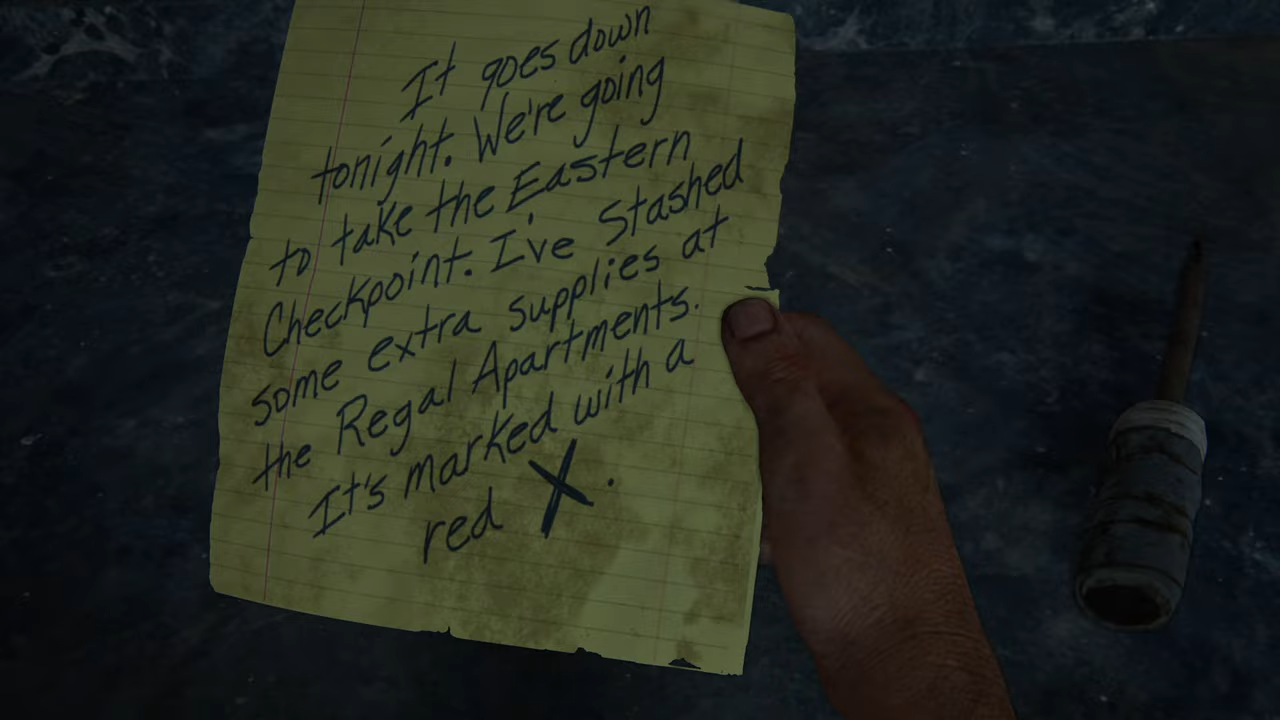 It goes down
tonight. We're going
to take the Eastern
Checkpoint. I've Stashed
some extra supplies at
the Regal Apartments.
It's marked with a
red X.